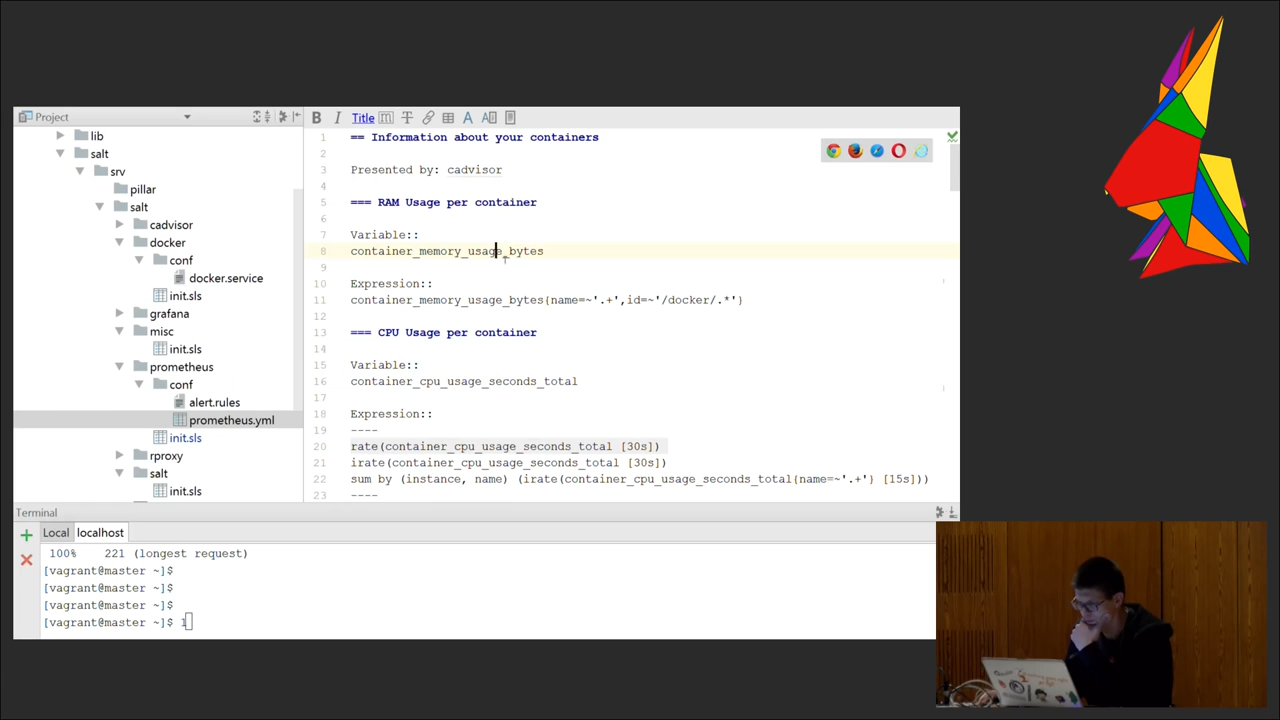 Project
lib
salt
srv
pillar
salt
cadvisor
docker
conf
docker.service
init.sls
grafana
misc
init.sls
prometheus
conf
alert.rules
prometheus.yml
init.sls
rproxy
salt
init.sls
B I Title m T A A
1 == Information about your containers
2
3 Presented by: cadvisor
4
5 === RAM Usage per container
6
7 Variable::
8 container_memory_usage_bytes
9
10 Expression::
11 container_memory_usage_bytes{name=~'.+',id=~'/docker/.*'}
12
13 === CPU Usage per container
14
15 Variable::
16 container_cpu_usage_seconds_total
17
18 Expression::
19 ----
20 rate(container_cpu_usage_seconds_total [30s])
21 irate(container_cpu_usage_seconds_total [30s])
22 sum by (instance, name) (irate(container_cpu_usage_seconds_total{name=~'.+'} [15s]))
23 ----
Terminal
Local localhost
100% 221 (longest request)
[vagrant@master ~]$
[vagrant@master ~]$
[vagrant@master ~]$
[vagrant@master ~]$ l